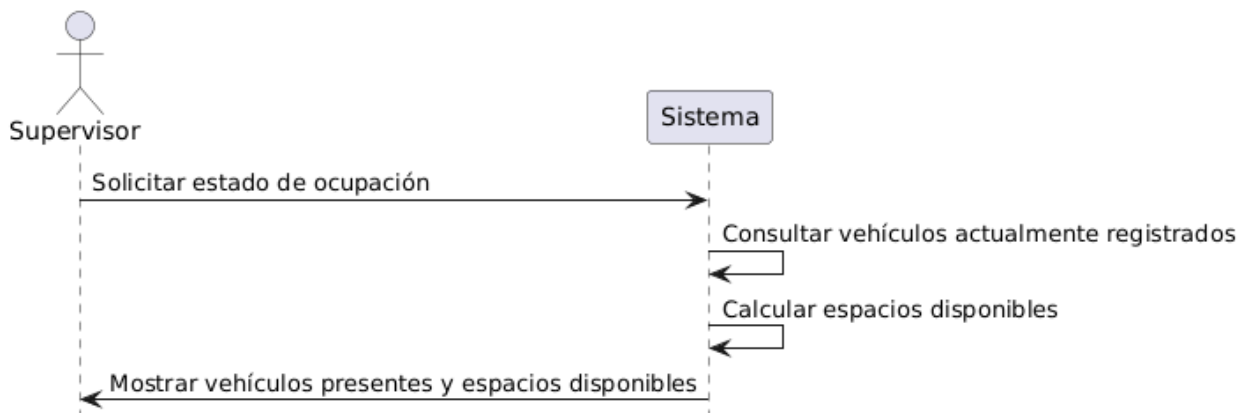 Supervisor
Sistema
Solicitar estado de ocupación
Consultar vehículos actualmente registrados
Calcular espacios disponibles
Mostrar vehículos presentes y espacios disponibles